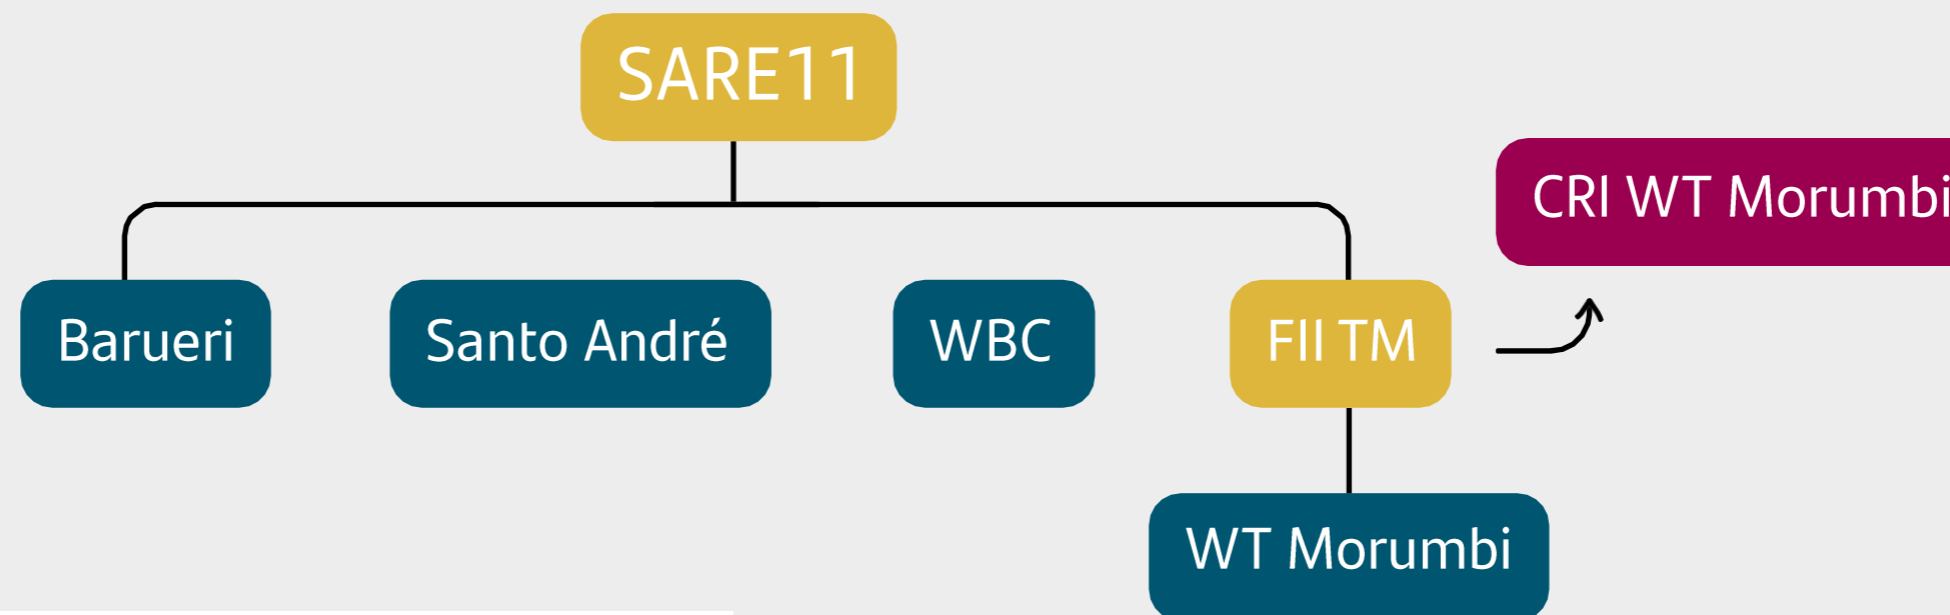 SARE11
CRI WT Morumbi
Barueri
Santo André
WBC
FII TM
WT Morumbi